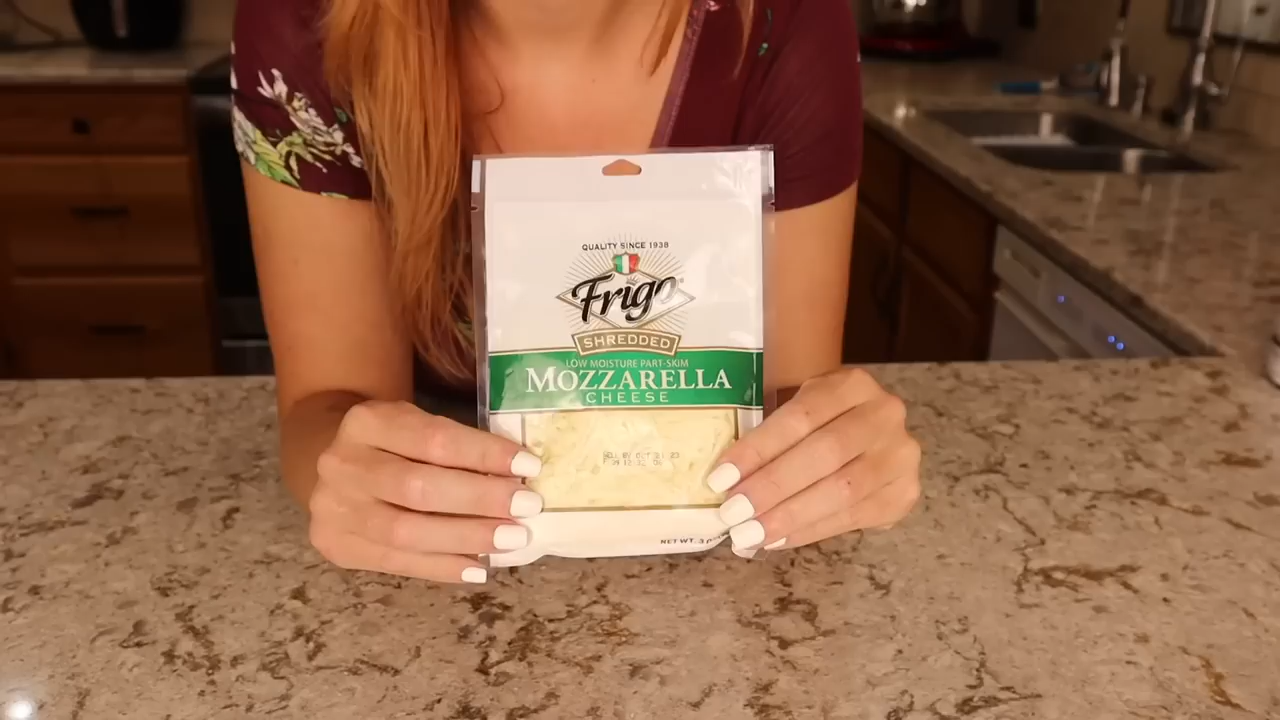 QUALITY SINCE 1938
Frigo
SHREDDED
LOW MOISTURE PART-SKIM
MOZZARELLA
CHEESE
NET WT.